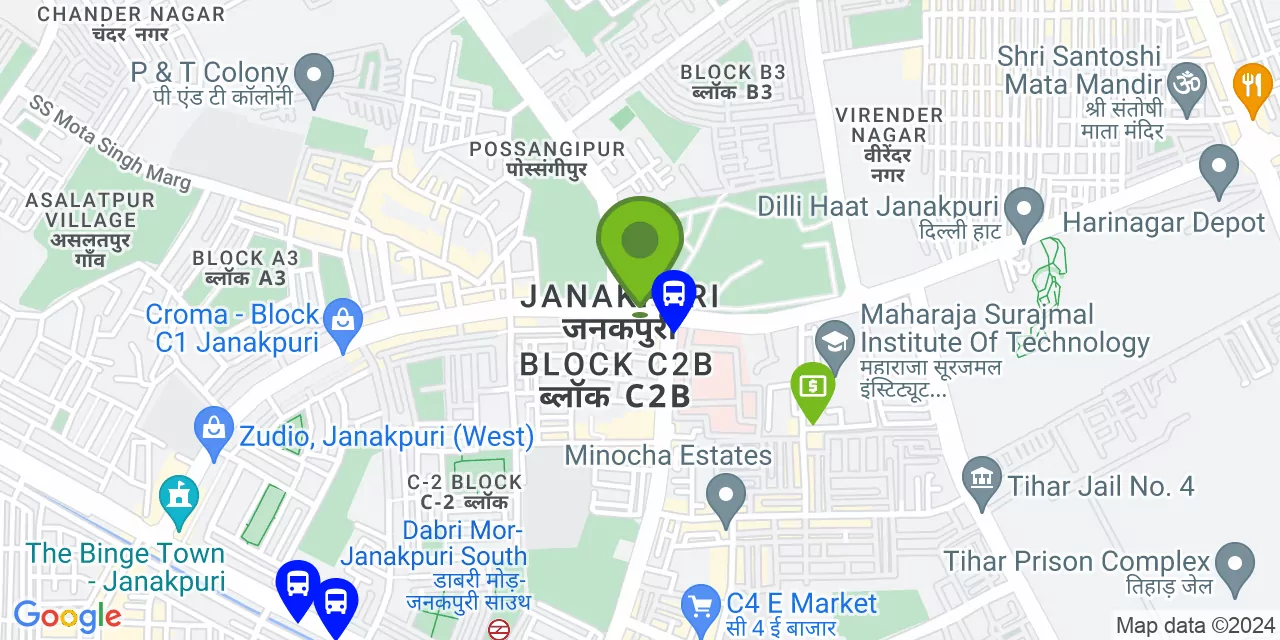 CHANDER NAGAR
चंदर नगर
P & T Colony
पी एंड टी कॉलोनी
SS Mota Singh Marg
BLOCK B3
ब्लॉक B3
Shri Santoshi
Mata Mandir
श्री संतोषी
माता मंदिर
VIRENDER
NAGAR
वीरेंदर
नगर
POSSANGIPUR
पोस्संगीपुर
ASALATPUR
VILLAGE
असलतपुर
गाँव
Dilli Haat Janakpuri
दिल्ली हाट
Harinagar Depot
BLOCK A3
ब्लॉक A3
JANAKPURI
जनकपुरी
BLOCK C2B
ब्लॉक C2B
Croma - Block
C1 Janakpuri
Maharaja Surajmal
Institute Of Technology
महाराजा सूरजमल
इंस्टिट्यूट...
$
Zudio, Janakpuri (West)
Minocha Estates
C-2 BLOCK
C-2 ब्लॉक
Tihar Jail No. 4
The Binge Town
- Janakpuri
Dabri Mor-
Janakpuri South
डाबरी मोड़-
जनकपुरी साउथ
Tihar Prison Complex
तिहाड़ जेल
C4 E Market
सी 4 ई बाजार
Google
Map data ©2024